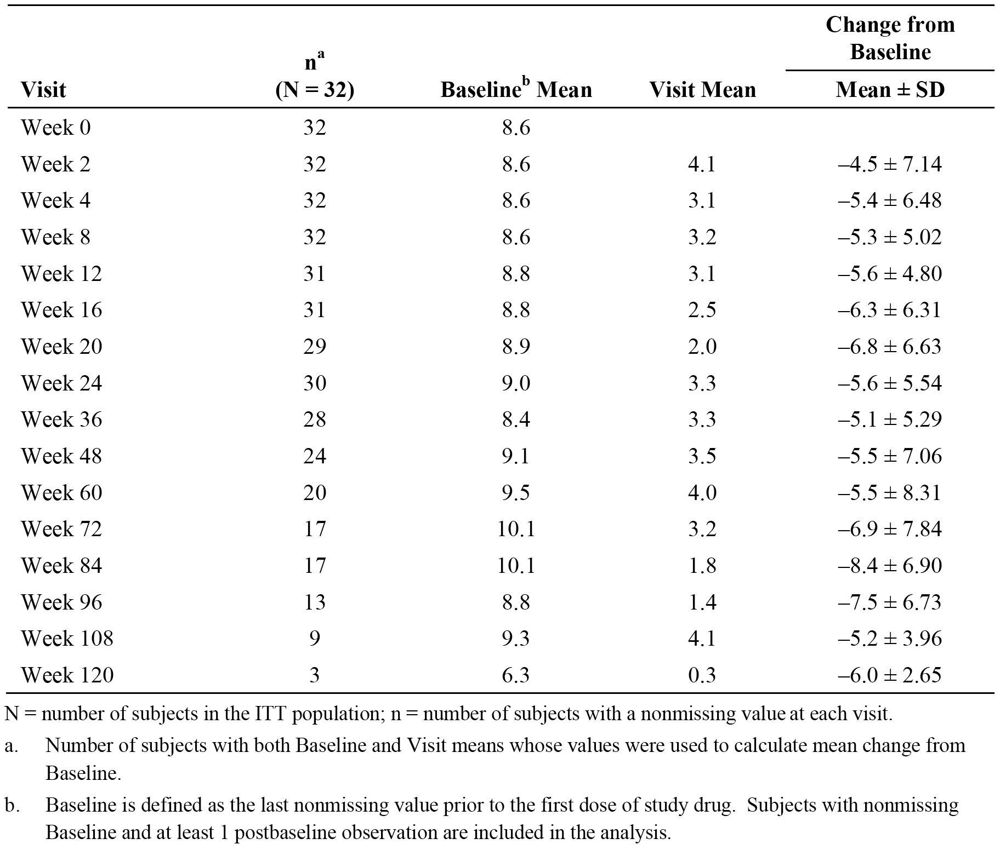 Change from
Baseline
Visit nᵃ (N = 32) Baselineᵇ Mean Visit Mean Mean ± SD
Week 0 32 8.6
Week 2 32 8.6 4.1 –4.5 ± 7.14
Week 4 32 8.6 3.1 –5.4 ± 6.48
Week 8 32 8.6 3.2 –5.3 ± 5.02
Week 12 31 8.8 3.1 –5.6 ± 4.80
Week 16 31 8.8 2.5 –6.3 ± 6.31
Week 20 29 8.9 2.0 –6.8 ± 6.63
Week 24 30 9.0 3.3 –5.6 ± 5.54
Week 36 28 8.4 3.3 –5.1 ± 5.29
Week 48 24 9.1 3.5 –5.5 ± 7.06
Week 60 20 9.5 4.0 –5.5 ± 8.31
Week 72 17 10.1 3.2 –6.9 ± 7.84
Week 84 17 10.1 1.8 –8.4 ± 6.90
Week 96 13 8.8 1.4 –7.5 ± 6.73
Week 108 9 9.3 4.1 –5.2 ± 3.96
Week 120 3 6.3 0.3 –6.0 ± 2.65
N = number of subjects in the ITT population; n = number of subjects with a nonmissing value at each visit.
a. Number of subjects with both Baseline and Visit means whose values were used to calculate mean change from
Baseline.
b. Baseline is defined as the last nonmissing value prior to the first dose of study drug. Subjects with nonmissing
Baseline and at least 1 postbaseline observation are included in the analysis.